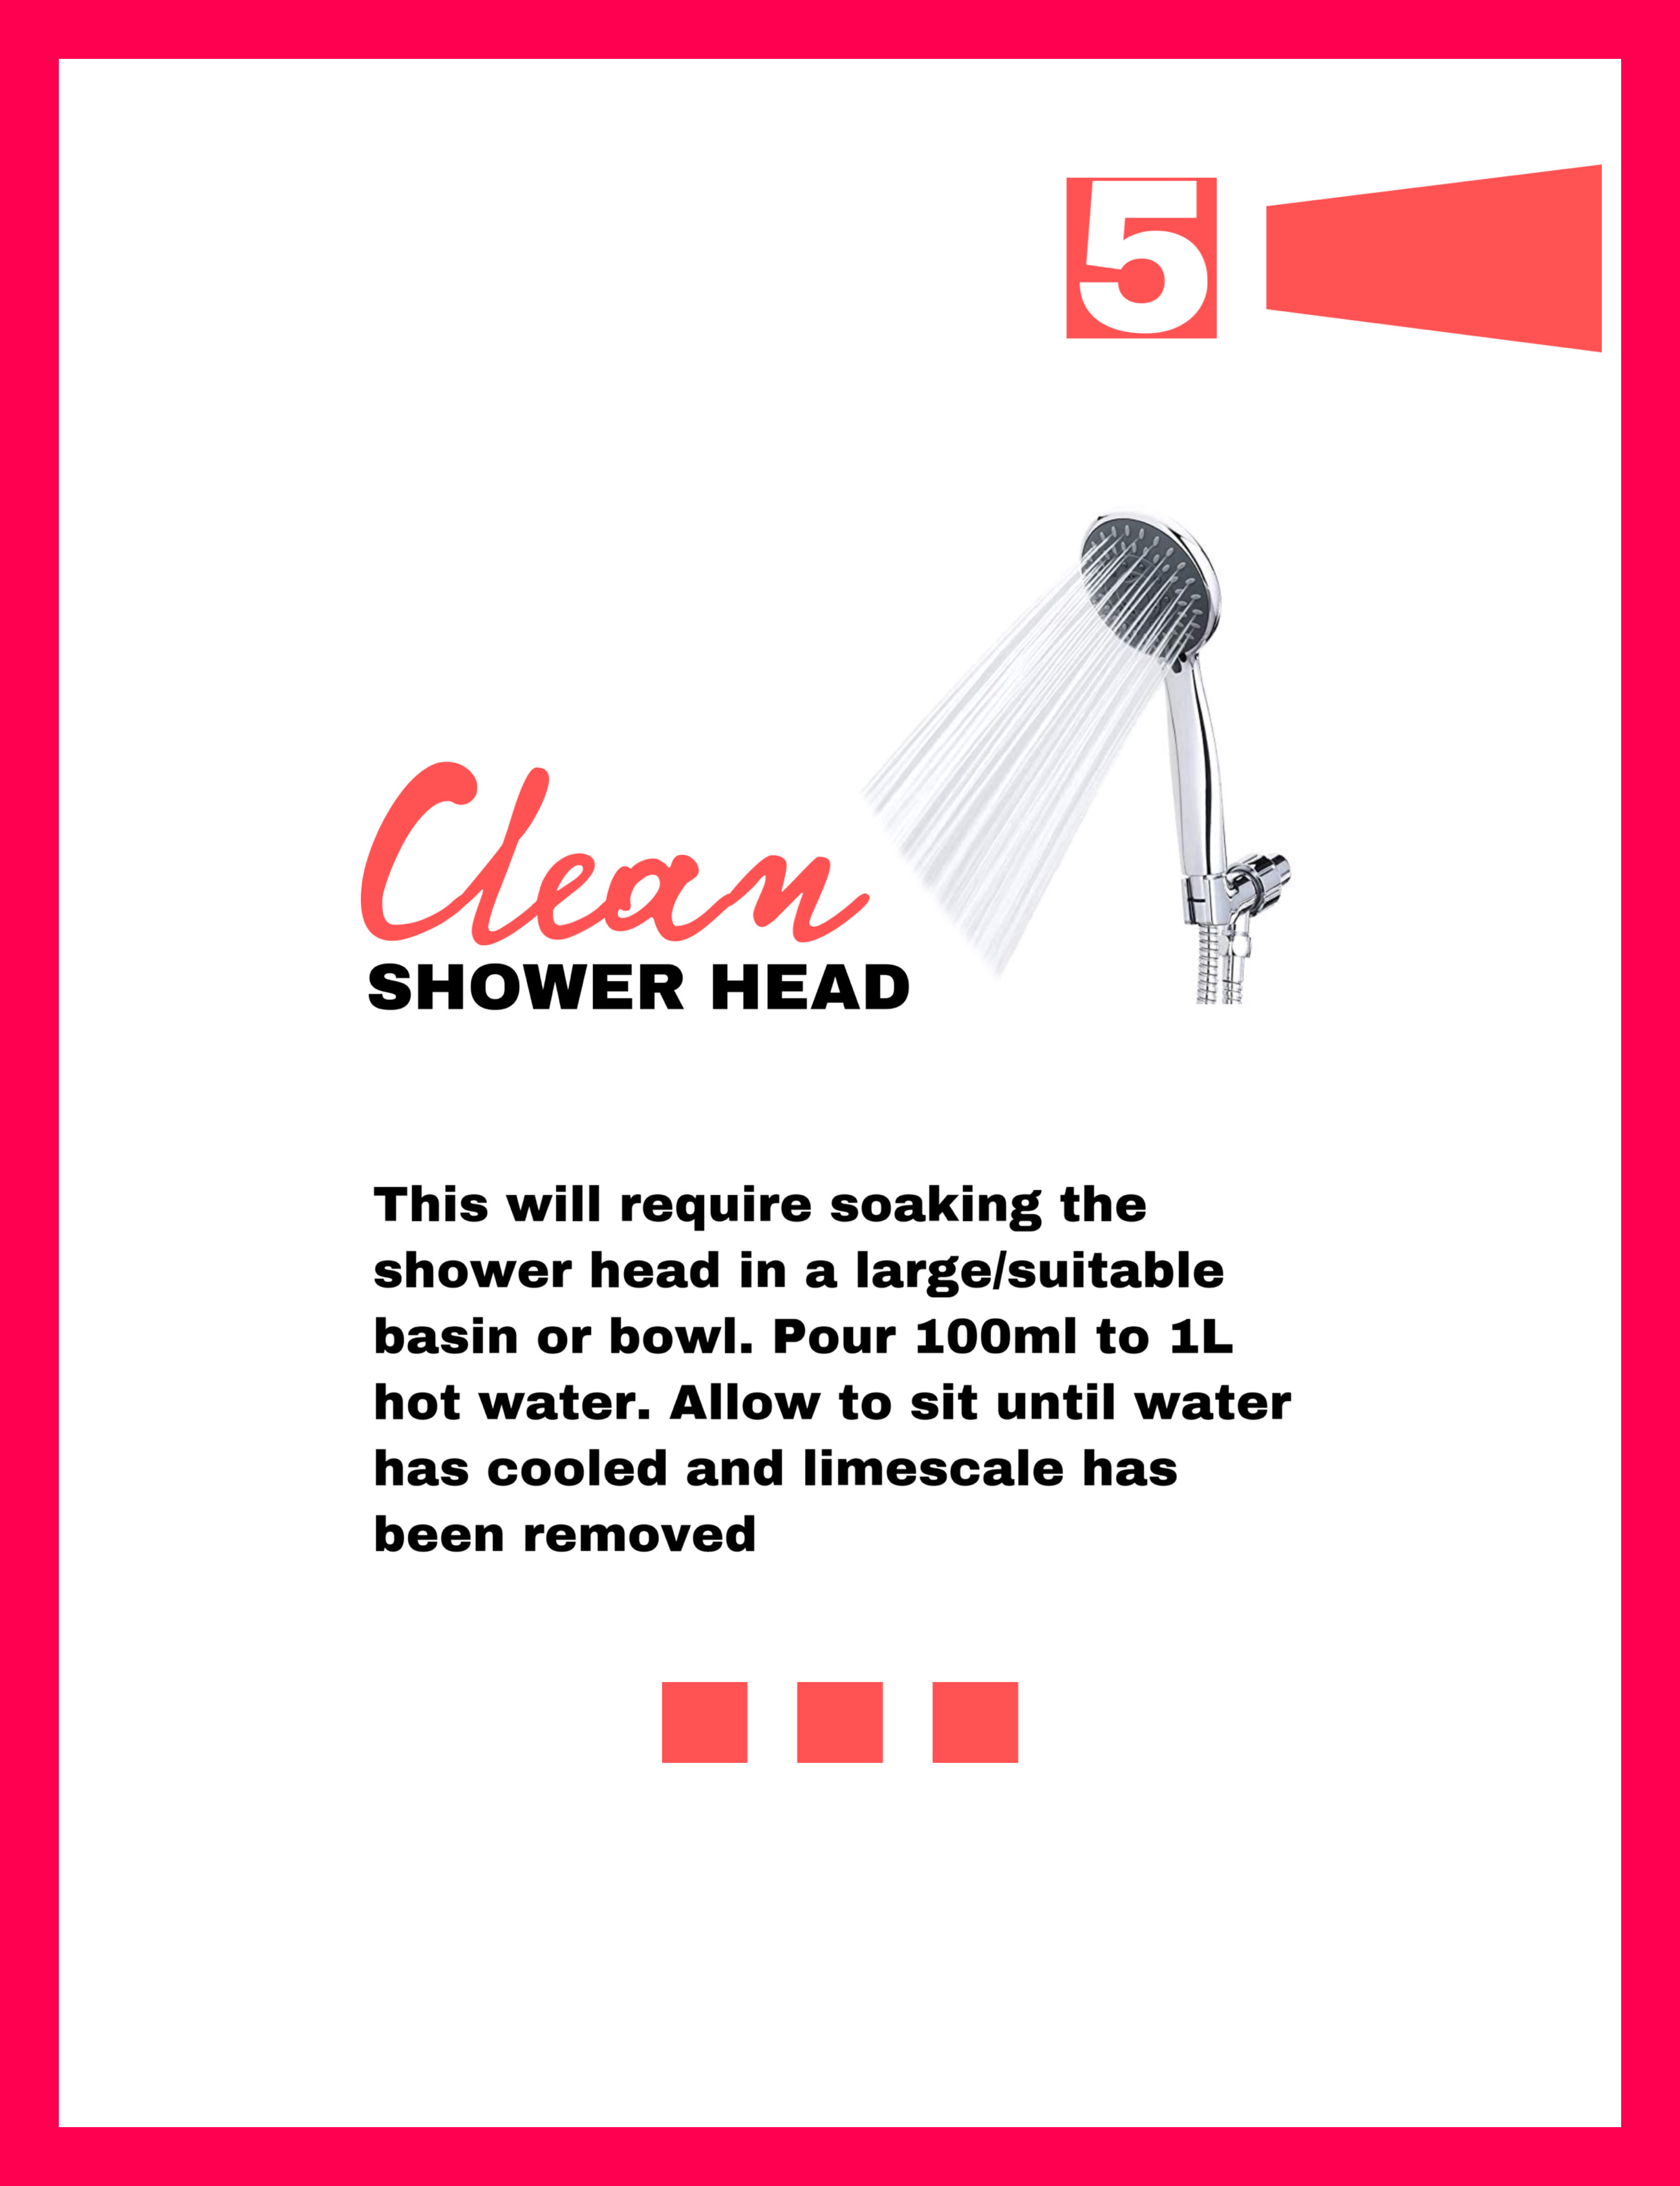 5
Clean
SHOWER HEAD
This will require soaking the
shower head in a large/suitable
basin or bowl. Pour 100ml to 1L
hot water. Allow to sit until water
has cooled and limescale has
been removed